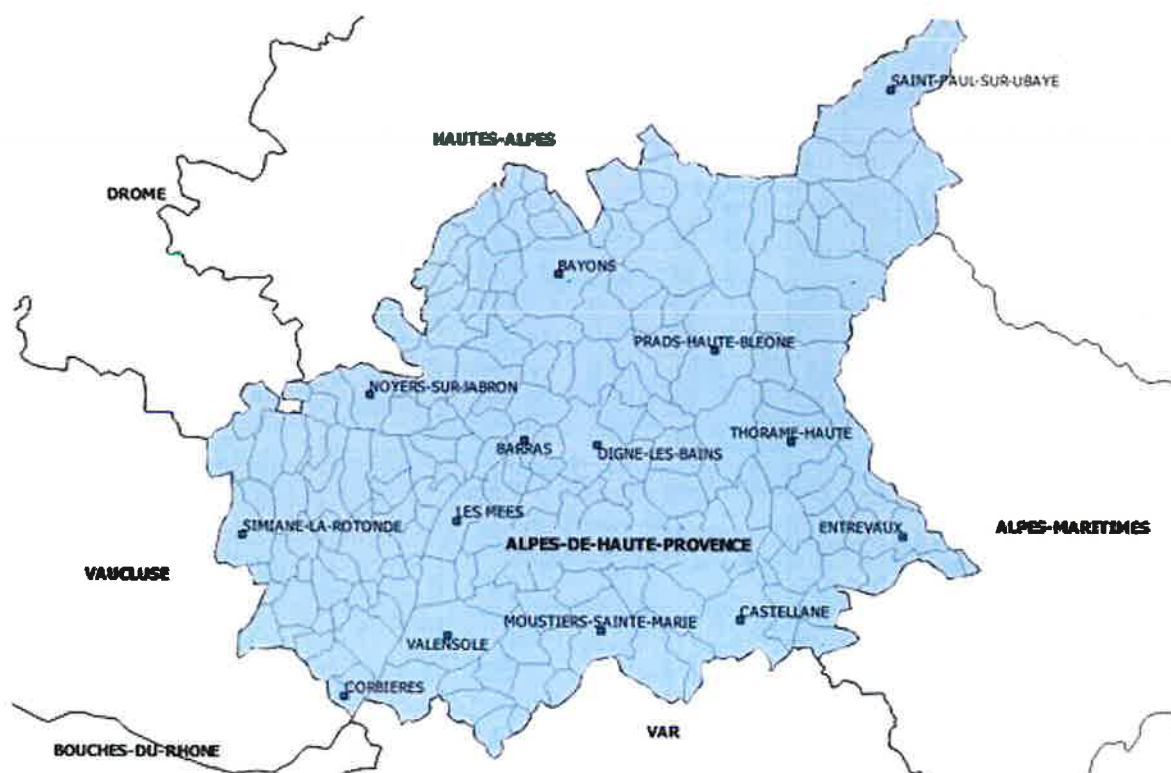 SAINT-PAUL-SUR-UBAYE
HAUTES-ALPES
DROME
BAYONS
PRADS-HAUTE-BLEONE
NOYERS-SUR-JABRON
THORAME-HAUTE
BARRAS
DIGNE-LES-BAINS
LES MEES
SIMIANE-LA-ROTONDE
ENTREVAUX
ALPES-MARITIMES
ALPES-DE-HAUTE-PROVENCE
VAUCLUSE
CASTELLANE
MOUSTIERS-SAINTE-MARIE
VALENSOLE
CORBIERES
VAR
BOUCHES-DU-RHONE